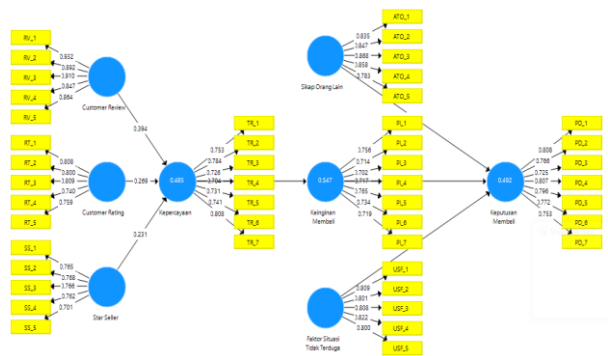 RV_1
RV_2
RV_3
RV_4
RV_5
0.932
0.892
0.910
0.847
0.864
Customer Review
0.394
RT_1
RT_2
RT_3
RT_4
RT_5
0.808
0.800
0.809
0.740
0.759
Customer Rating
0.269
SS_1
SS_2
SS_3
SS_4
SS_5
0.765
0.768
0.766
0.762
0.701
Star Seller
0.231
0.485
Kepercayaan
0.753
0.784
0.726
0.704
0.731
0.741
0.808
TR_1
TR_2
TR_3
TR_4
TR_5
TR_6
TR_7
ATO_1
ATO_2
ATO_3
ATO_4
ATO_5
0.835
0.847
0.868
0.858
0.783
Sikap Orang Lain
0.547
Keinginan
Membeli
0.756
0.714
0.702
0.717
0.765
0.734
0.719
PI_1
PI_2
PI_3
PI_4
PI_5
PI_6
PI_7
USF_1
USF_2
USF_3
USF_4
USF_5
0.809
0.801
0.808
0.822
0.800
Faktor Situasi
Tidak Terduga
0.492
Keputusan
Membeli
0.808
0.766
0.725
0.807
0.796
0.772
0.753
PD_1
PD_2
PD_3
PD_4
PD_5
PD_6
PD_7